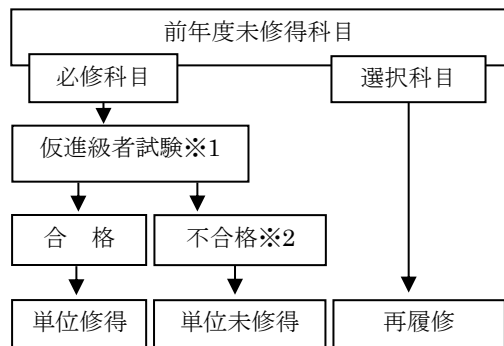 前年度未修得科目
必修科目
選択科目
仮進級者試験※1
合　格
不合格※2
単位修得
単位未修得
再履修